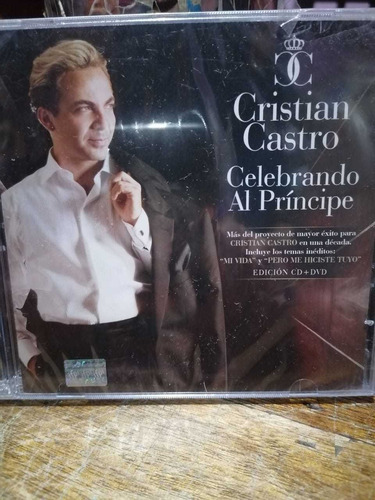 Cristian
Castro
Celebrando
Al Príncipe
Más del proyecto de mayor éxito para
CRISTIAN CASTRO en una década.
Incluye los temas inéditos:
"MI VIDA" y "PERO ME HICISTE TUYO"
EDICIÓN CD+DVD